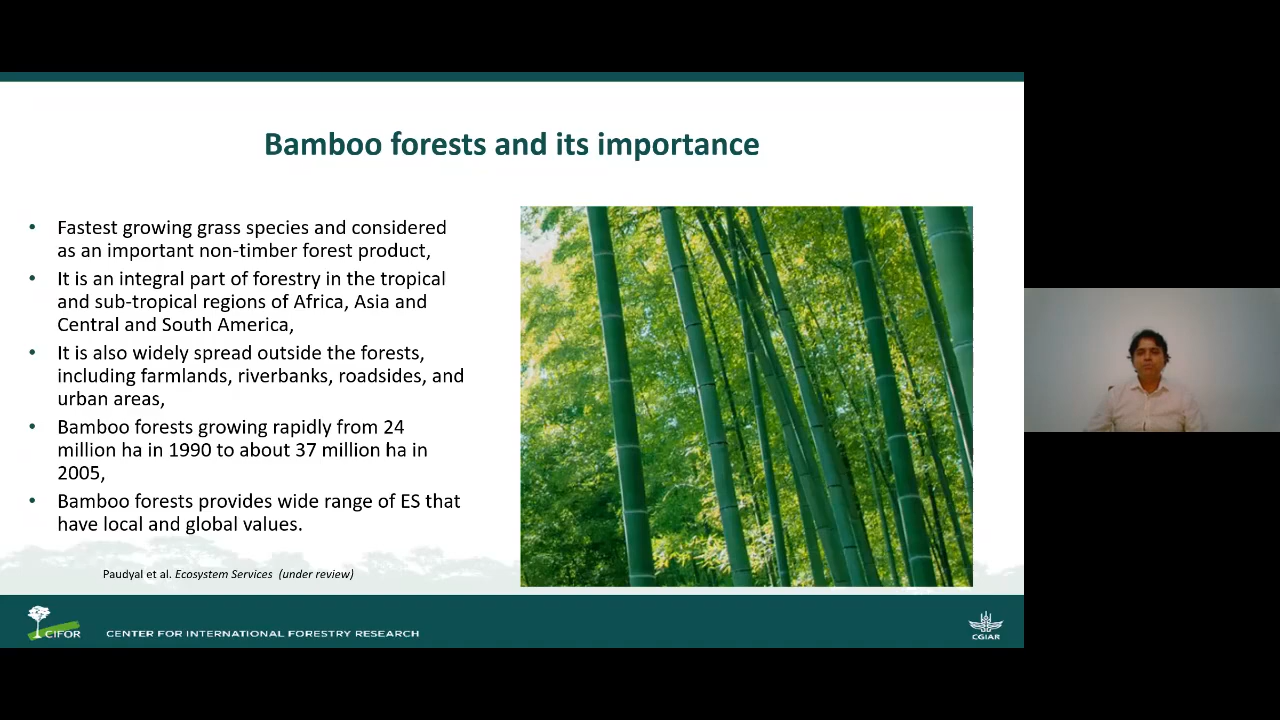 Bamboo forests and its importance
• Fastest growing grass species and considered
as an important non-timber forest product,
• It is an integral part of forestry in the tropical
and sub-tropical regions of Africa, Asia and
Central and South America,
• It is also widely spread outside the forests,
including farmlands, riverbanks, roadsides, and
urban areas,
• Bamboo forests growing rapidly from 24
million ha in 1990 to about 37 million ha in
2005,
• Bamboo forests provides wide range of ES that
have local and global values.
Paudyal et al. Ecosystem Services (under review)
CIFOR
CENTER FOR INTERNATIONAL FORESTRY RESEARCH
CGIAR